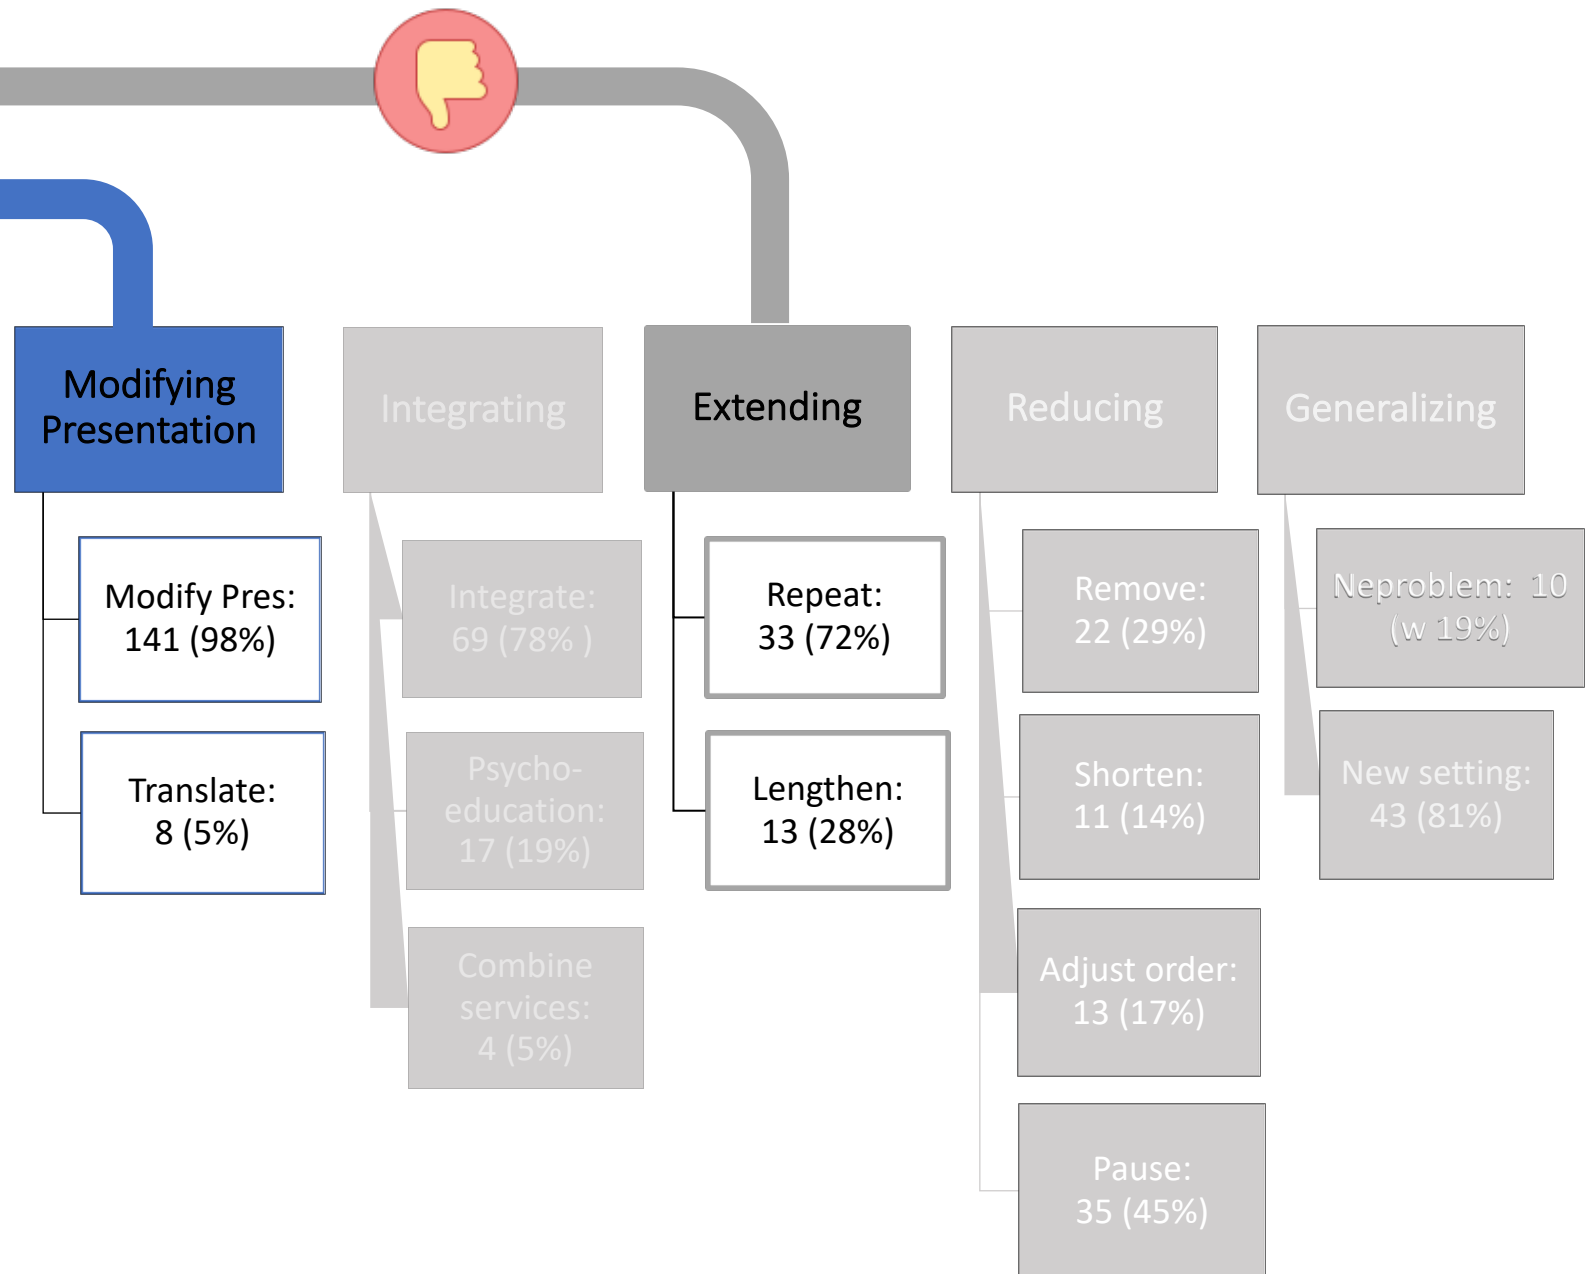 Modifying
Presentation
Modify Pres:
141 (98%)
Translate:
8 (5%)
Integrating
Integrate:
69 (78% )
Psycho-
education:
17 (19%)
Combine
services:
4 (5%)
Extending
Repeat:
33 (72%)
Lengthen:
13 (28%)
Reducing
Remove:
22 (29%)
Shorten:
11 (14%)
Adjust order:
13 (17%)
Pause:
35 (45%)
Generalizing
Neproblem: 10
(w 19%)
New setting:
43 (81%)